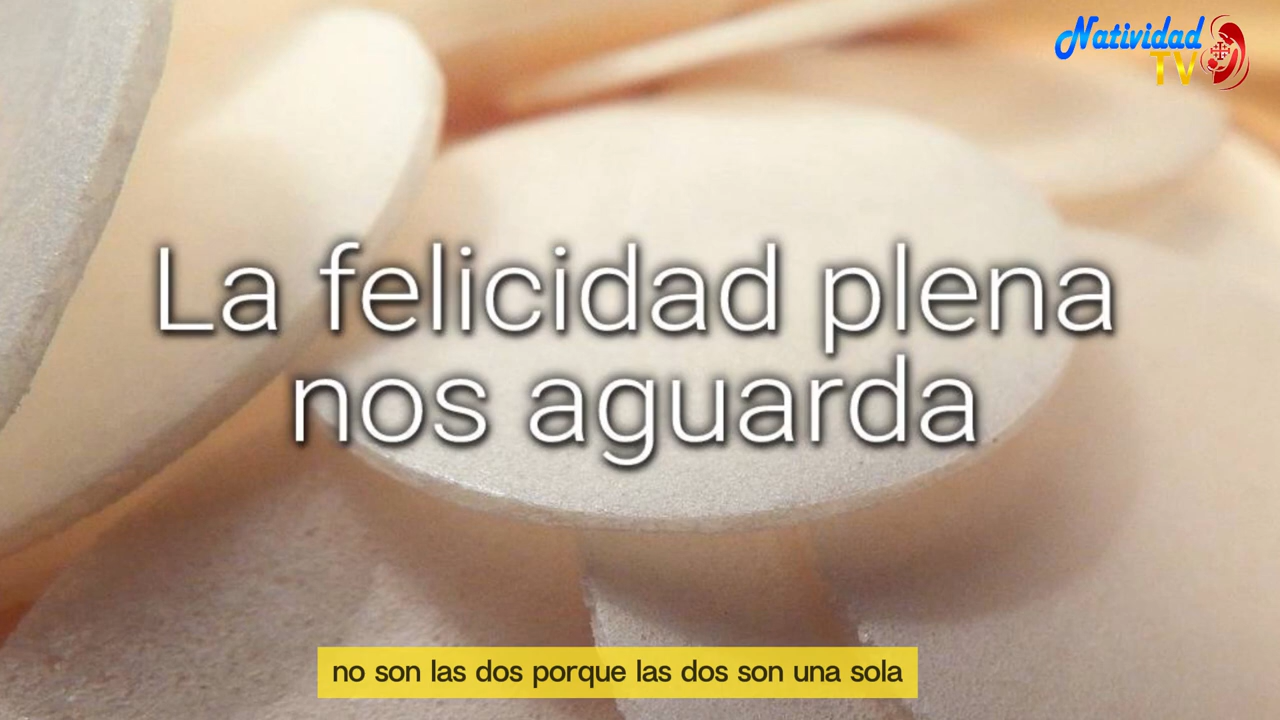 Natividad
TV
La felicidad plena
nos aguarda
no son las dos porque las dos son una sola